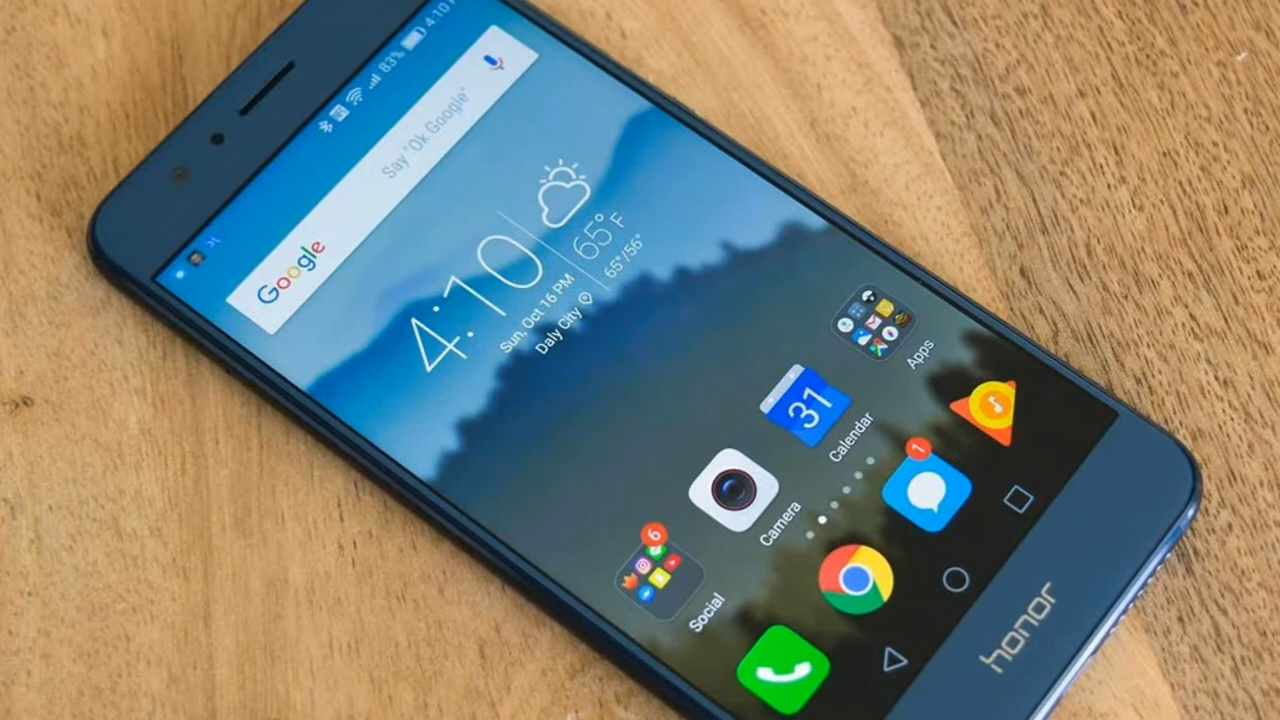 83% 4:10 P
Google Say "Ok Google"
4:10
65°F
65°/56°
Sun, Oct 16 PM
Daly City
Apps
31
Calendar
Camera
6
Social
1
honor